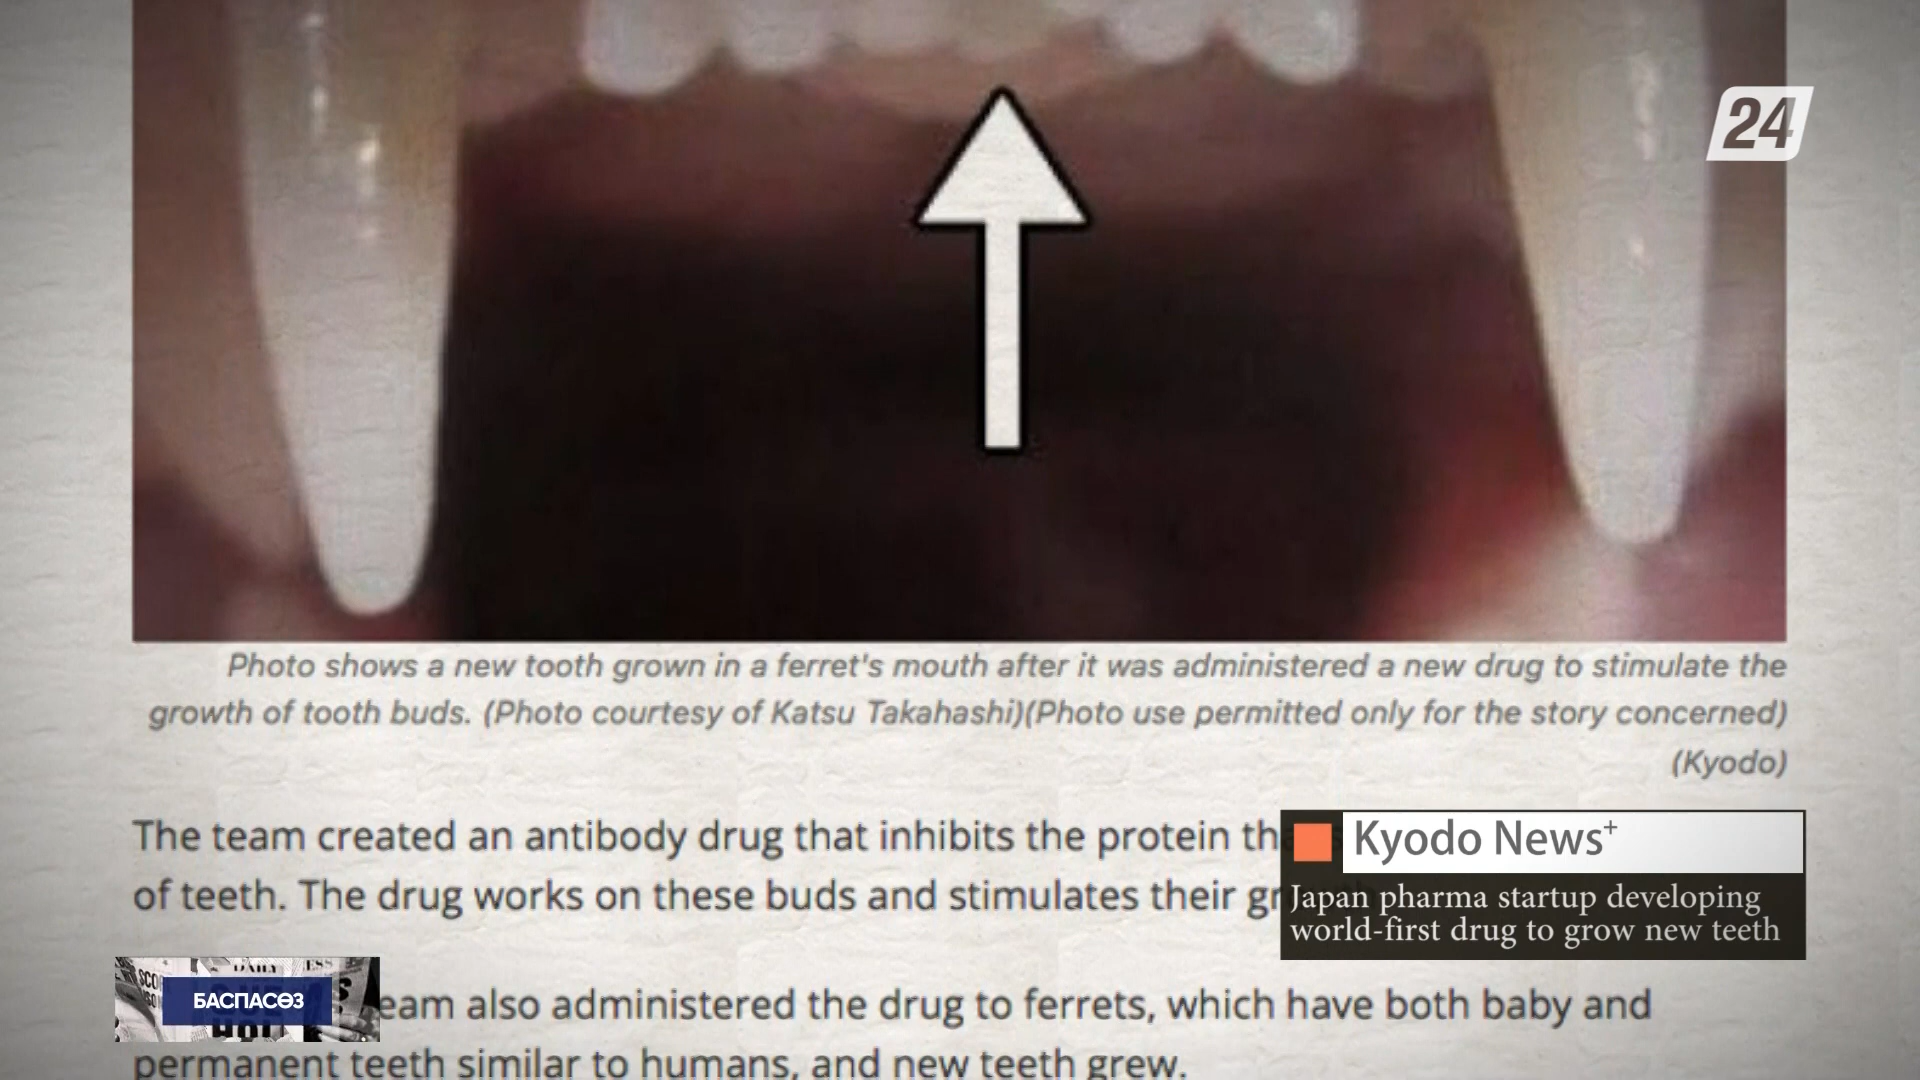 24
Photo shows a new tooth grown in a ferret's mouth after it was administered a new drug to stimulate the
growth of tooth buds. (Photo courtesy of Katsu Takahashi)(Photo use permitted only for the story concerned)
(Kyodo)
The team created an antibody drug that inhibits the protein
of teeth. The drug works on these buds and stimulates their
Kyodo News+
Japan pharma startup developing
world-first drug to grow new teeth
БАСПАСӨЗ
also administered the drug to ferrets, which have both baby and
permanent teeth similar to humans, and new teeth grew.